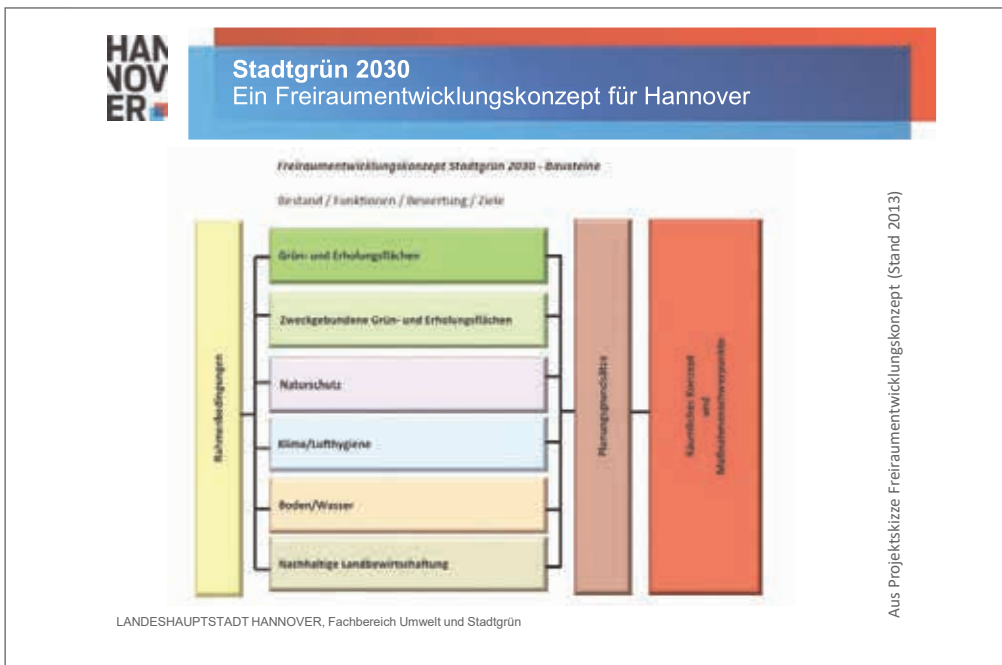 HAN
NOV
ER
Stadtgrün 2030
Ein Freiraumentwicklungskonzept für Hannover
Freiraumentwicklungskonzept Stadtgrün 2030 - Bausteine
Bestand / Funktionen / Bewertung / Ziele
Rahmenbedingungen
Grün- und Erholungsflächen
Zweckgebundene Grün- und Erholungsflächen
Naturschutz
Klima/Lufthygiene
Boden/Wasser
Nachhaltige Landbewirtschaftung
Planungsgrundsätze
Räumliches Konzept
und
Maßnahmenschwerpunkte
Aus Projektskizze Freiraumentwicklungskonzept (Stand 2013)
LANDESHAUPTSTADT HANNOVER, Fachbereich Umwelt und Stadtgrün